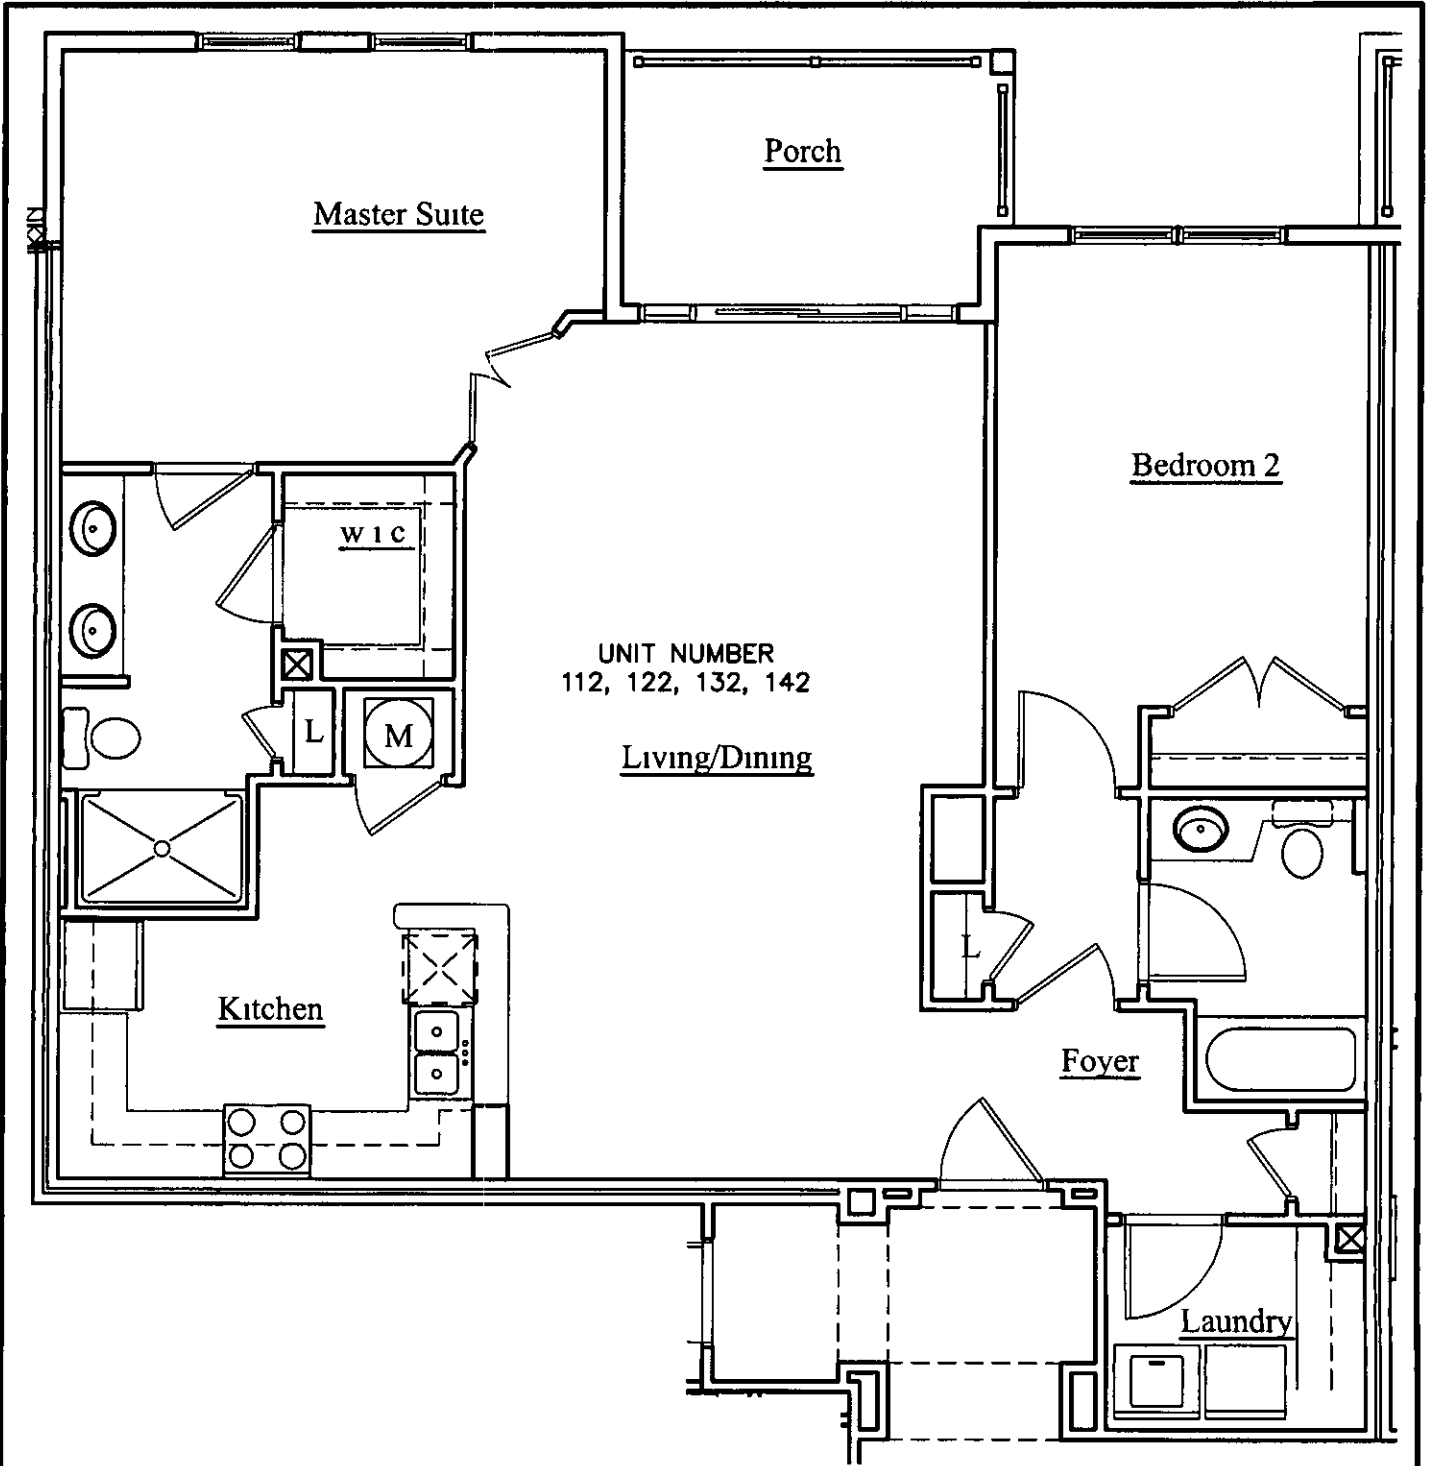 Porch
Master Suite
Bedroom 2
w i c
UNIT NUMBER
112, 122, 132, 142
L
M
Living/Dining
L
Kitchen
Foyer
Laundry